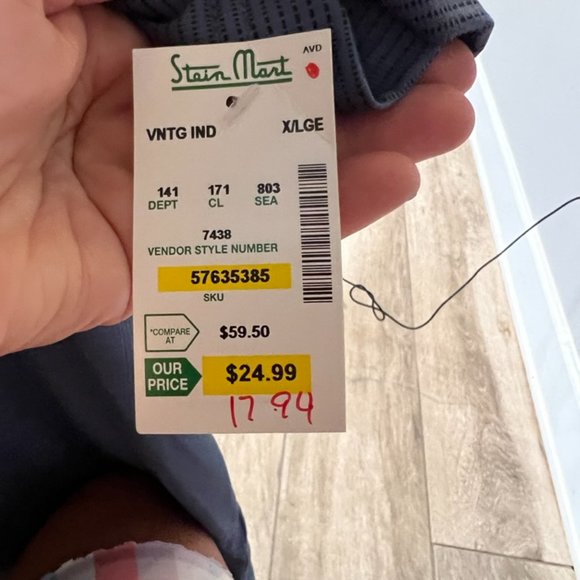 AVD
Stein Mart
VNTG IND X/LGE
141 171 803
DEPT CL SEA
7438
VENDOR STYLE NUMBER
57635385
SKU
*COMPARE AT $59.50
OUR PRICE $24.99
17.94